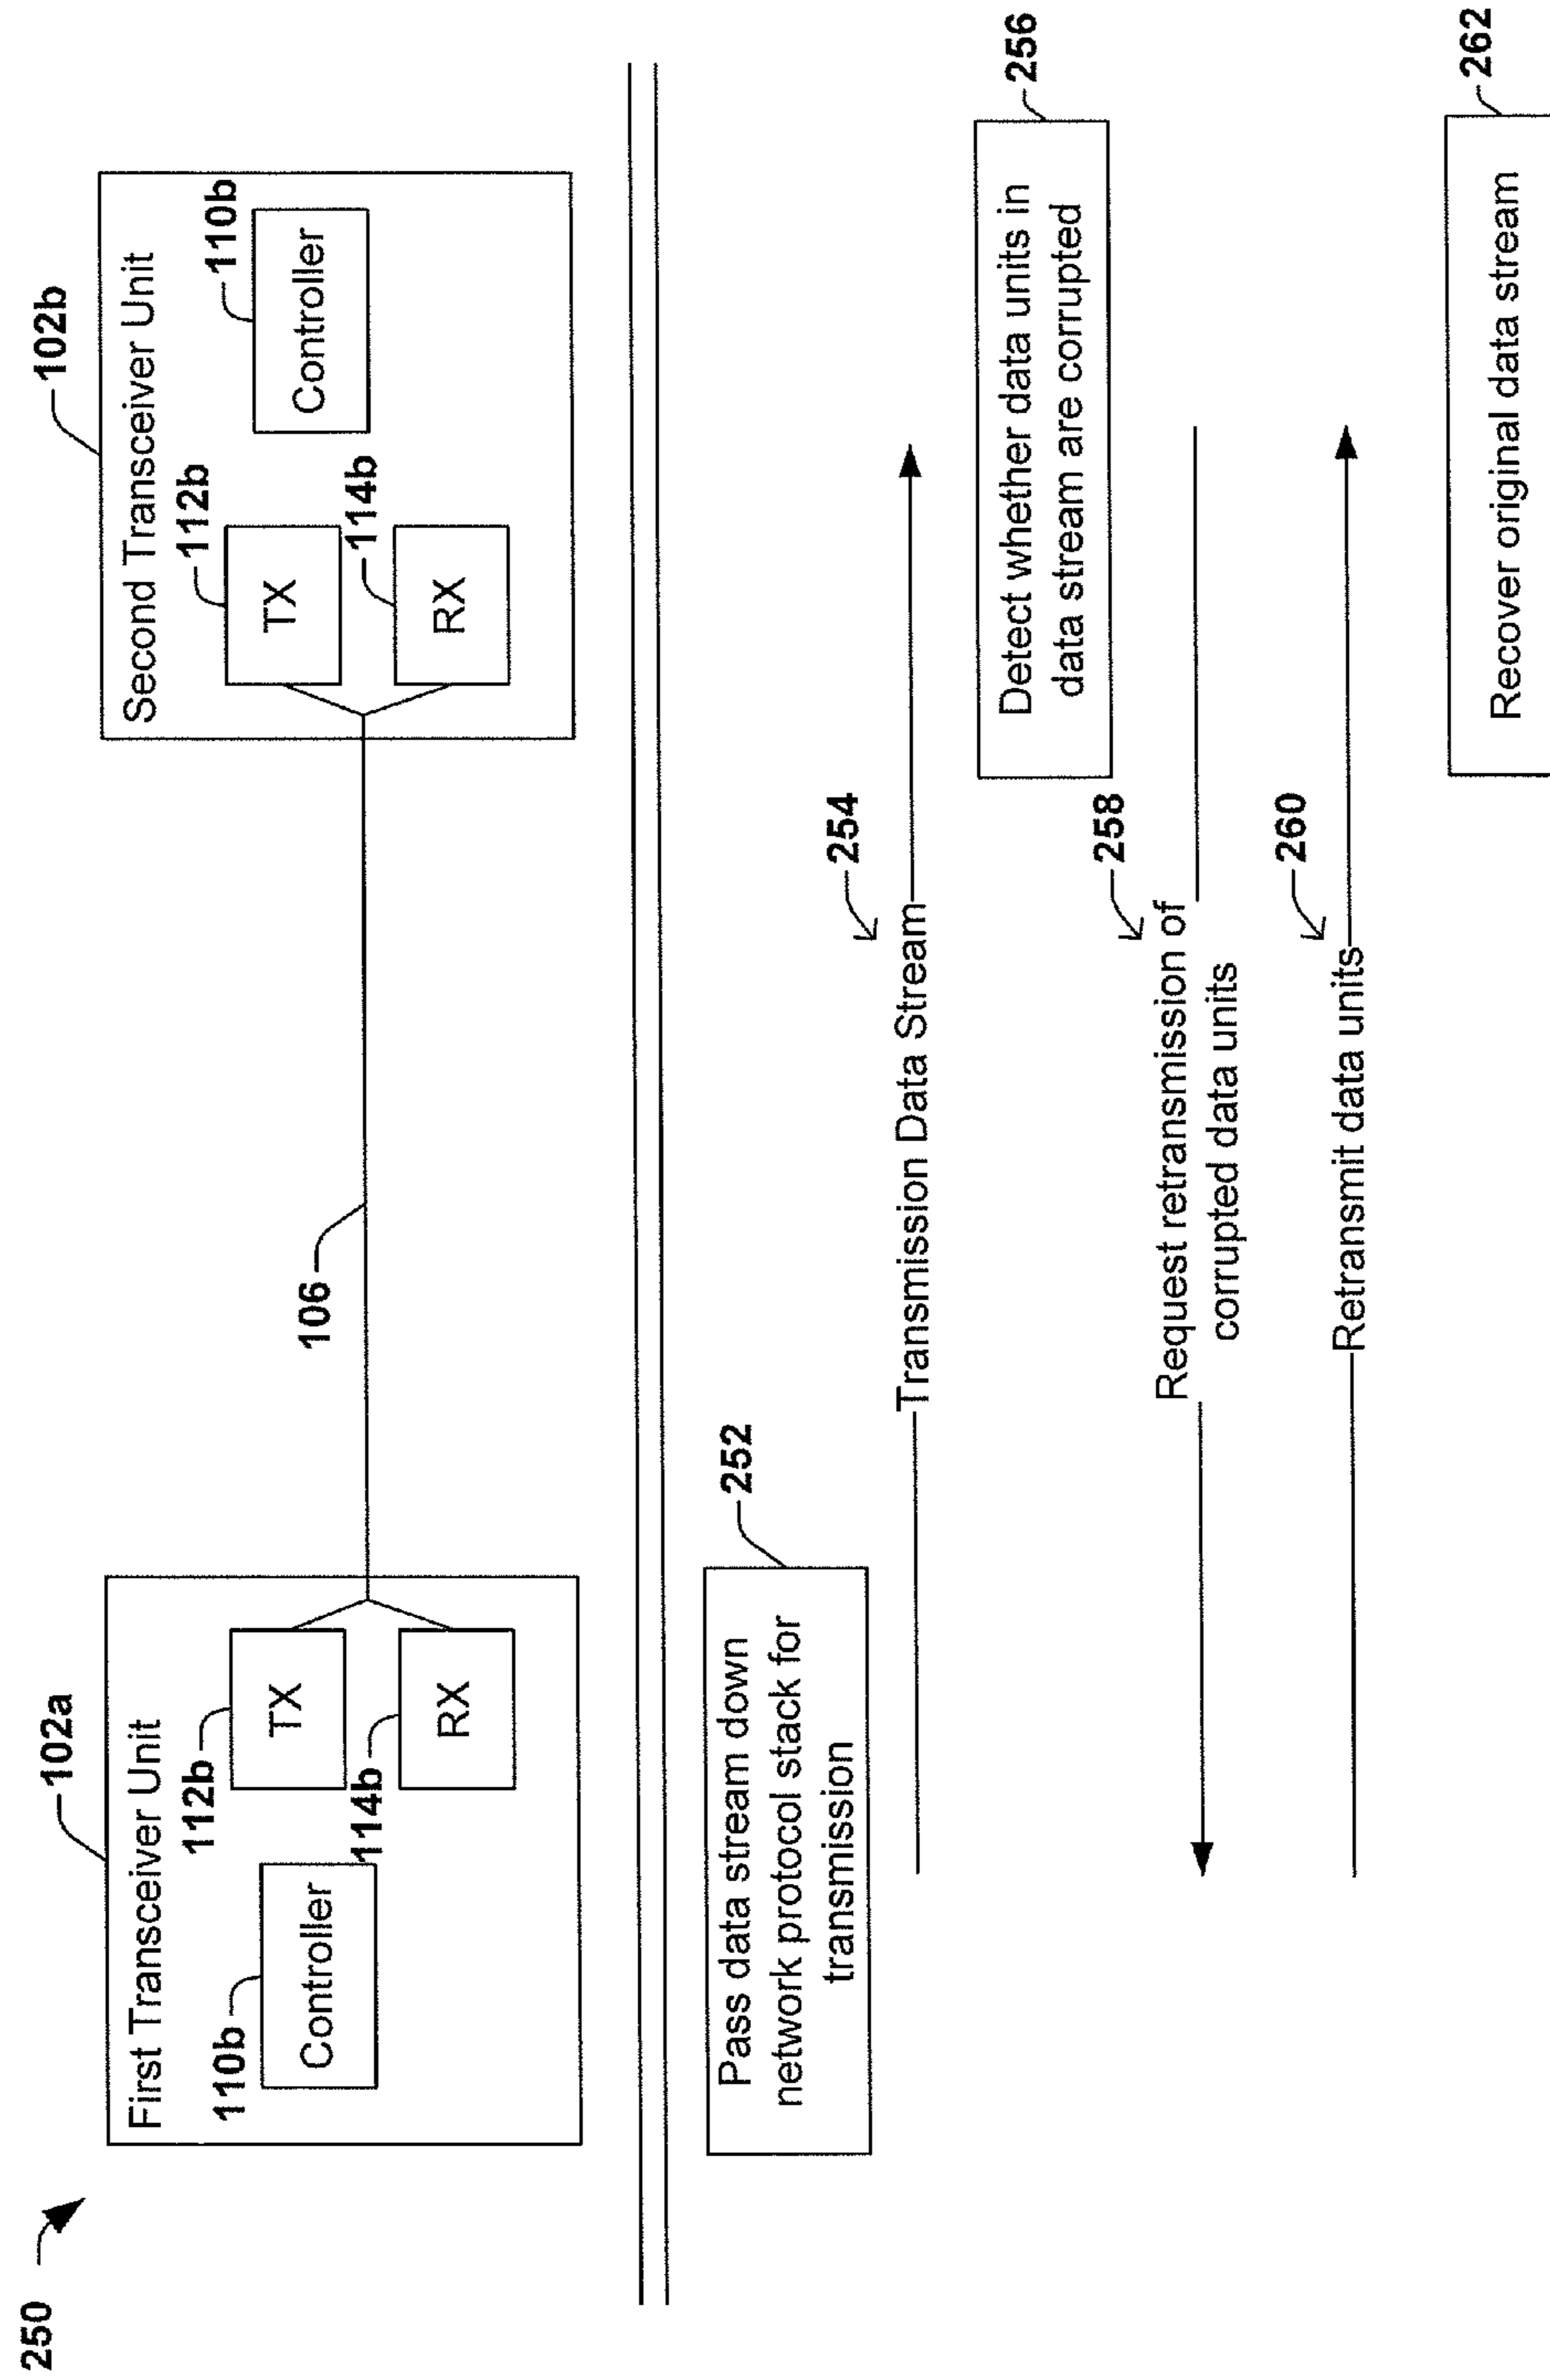 250
First Transceiver Unit
102a
110b
Controller
112b
TX
114b
RX
106
Second Transceiver Unit
102b
112b
TX
114b
RX
110b
Controller
Pass data stream down
network protocol stack for
transmission
252
254
Transmission Data Stream
Detect whether data units in
data stream are corrupted
256
258
Request retransmission of
corrupted data units
260
Retransmit data units
Recover original data stream
262